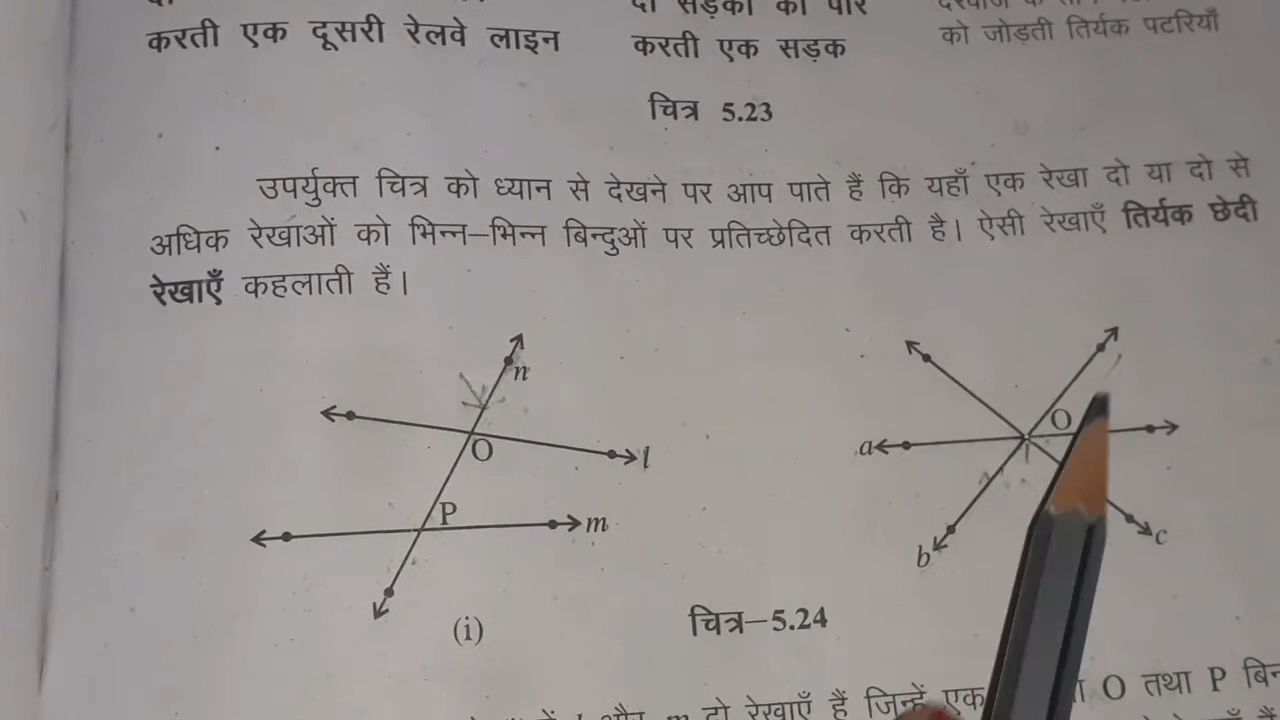 करती एक दूसरी रेलवे लाइन
करती एक सड़क
को जोड़ती तिर्यक पटरियाँ
चित्र 5.23
उपर्युक्त चित्र को ध्यान से देखने पर आप पाते हैं कि यहाँ एक रेखा दो या दो से
अधिक रेखाओं को भिन्न–भिन्न बिन्दुओं पर प्रतिच्छेदित करती है। ऐसी रेखाएँ तिर्यक छेदी
रेखाएँ कहलाती हैं।
n
O
l
P
m
(i)
a
O
b
c
चित्र–5.24
m दो रेखाएँ हैं जिन्हें एक O तथा P